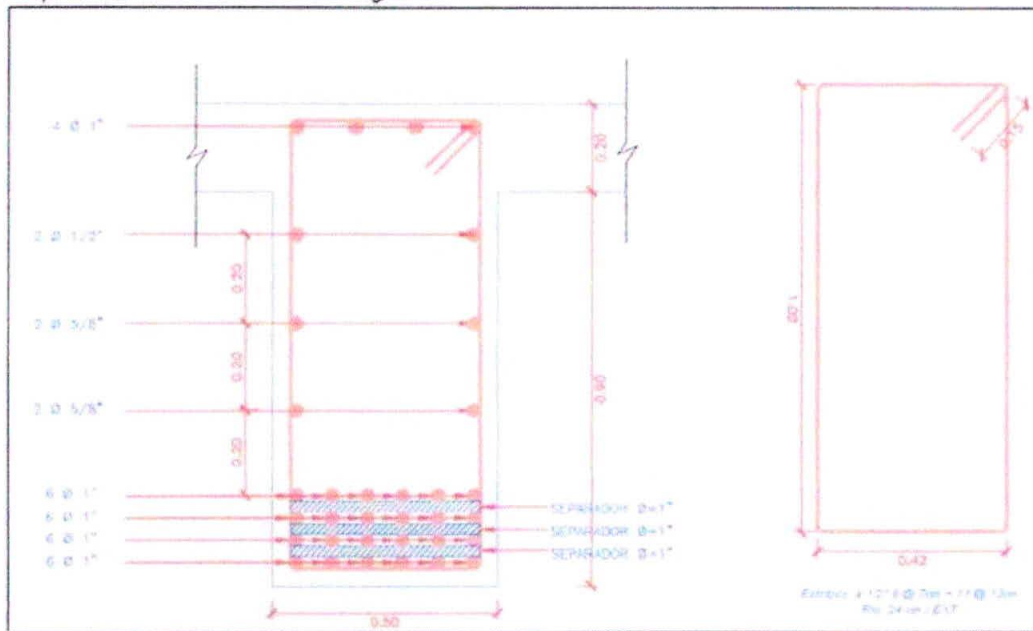 4 Ø 1"
2 Ø 1/2"
2 Ø 5/8"
2 Ø 5/8"
6 Ø 1"
6 Ø 1"
6 Ø 1"
6 Ø 1"
0.20
0.20
0.20
0.20
0.90
0.50
SEPARADOR Ø=1"
SEPARADOR Ø=1"
SEPARADOR Ø=1"
0.15
0.42